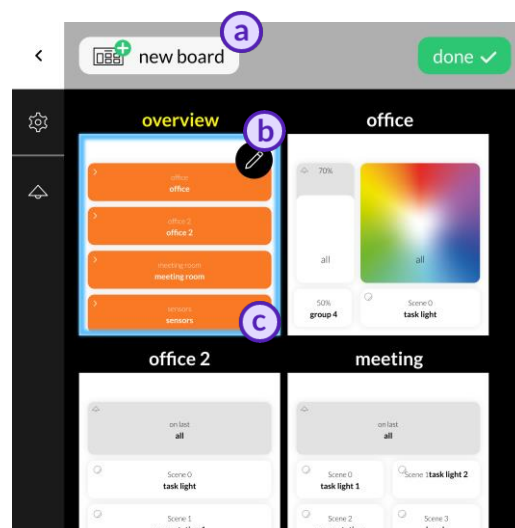 a
new board
done
overview
office
b
office
office
office 2
office 2
meeting room
meeting room
sensors
sensors
c
70%
all
all
50%
group 4
Scene 0
task light
office 2
meeting
on last
all
Scene 0
task light
Scene 1
on last
all
Scene 0
task light 1
Scene 1 task light 2
Scene 2
Scene 3